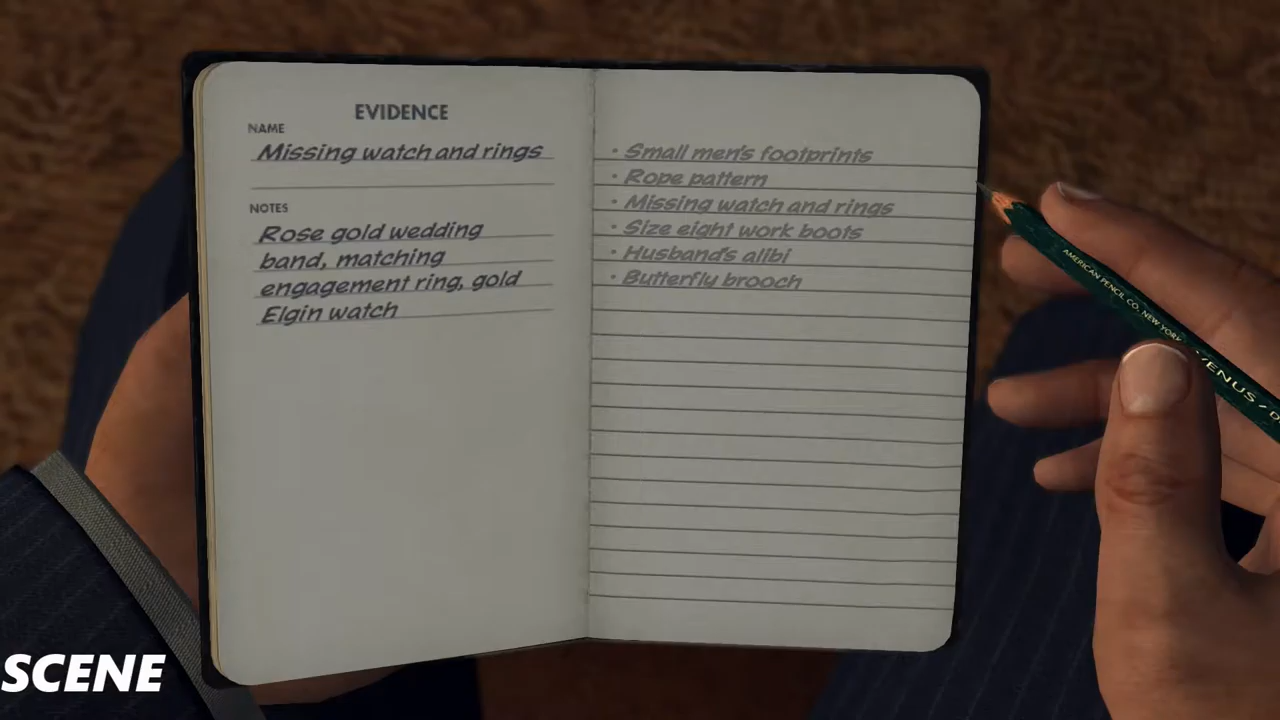 EVIDENCE
NAME
Missing watch and rings
NOTES
Rose gold wedding
band, matching
engagement ring, gold
Elgin watch
• Small men's footprints
• Rope pattern
• Missing watch and rings
• Size eight work boots
• Husband's alibi
• Butterfly brooch
AMERICAN PENCIL CO. NEW YORK
VENUS/D
SCENE